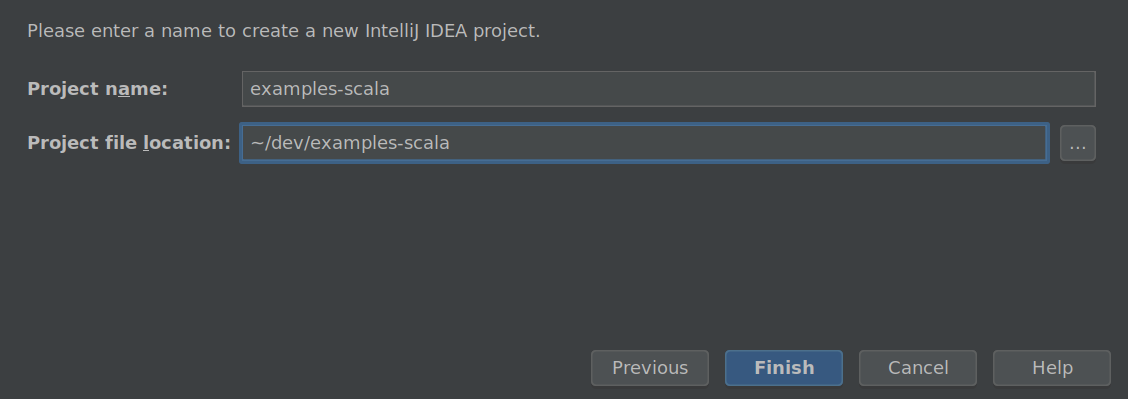 Please enter a name to create a new IntelliJ IDEA project.
Project name: examples-scala
Project file location: ~/dev/examples-scala ...
Previous Finish Cancel Help